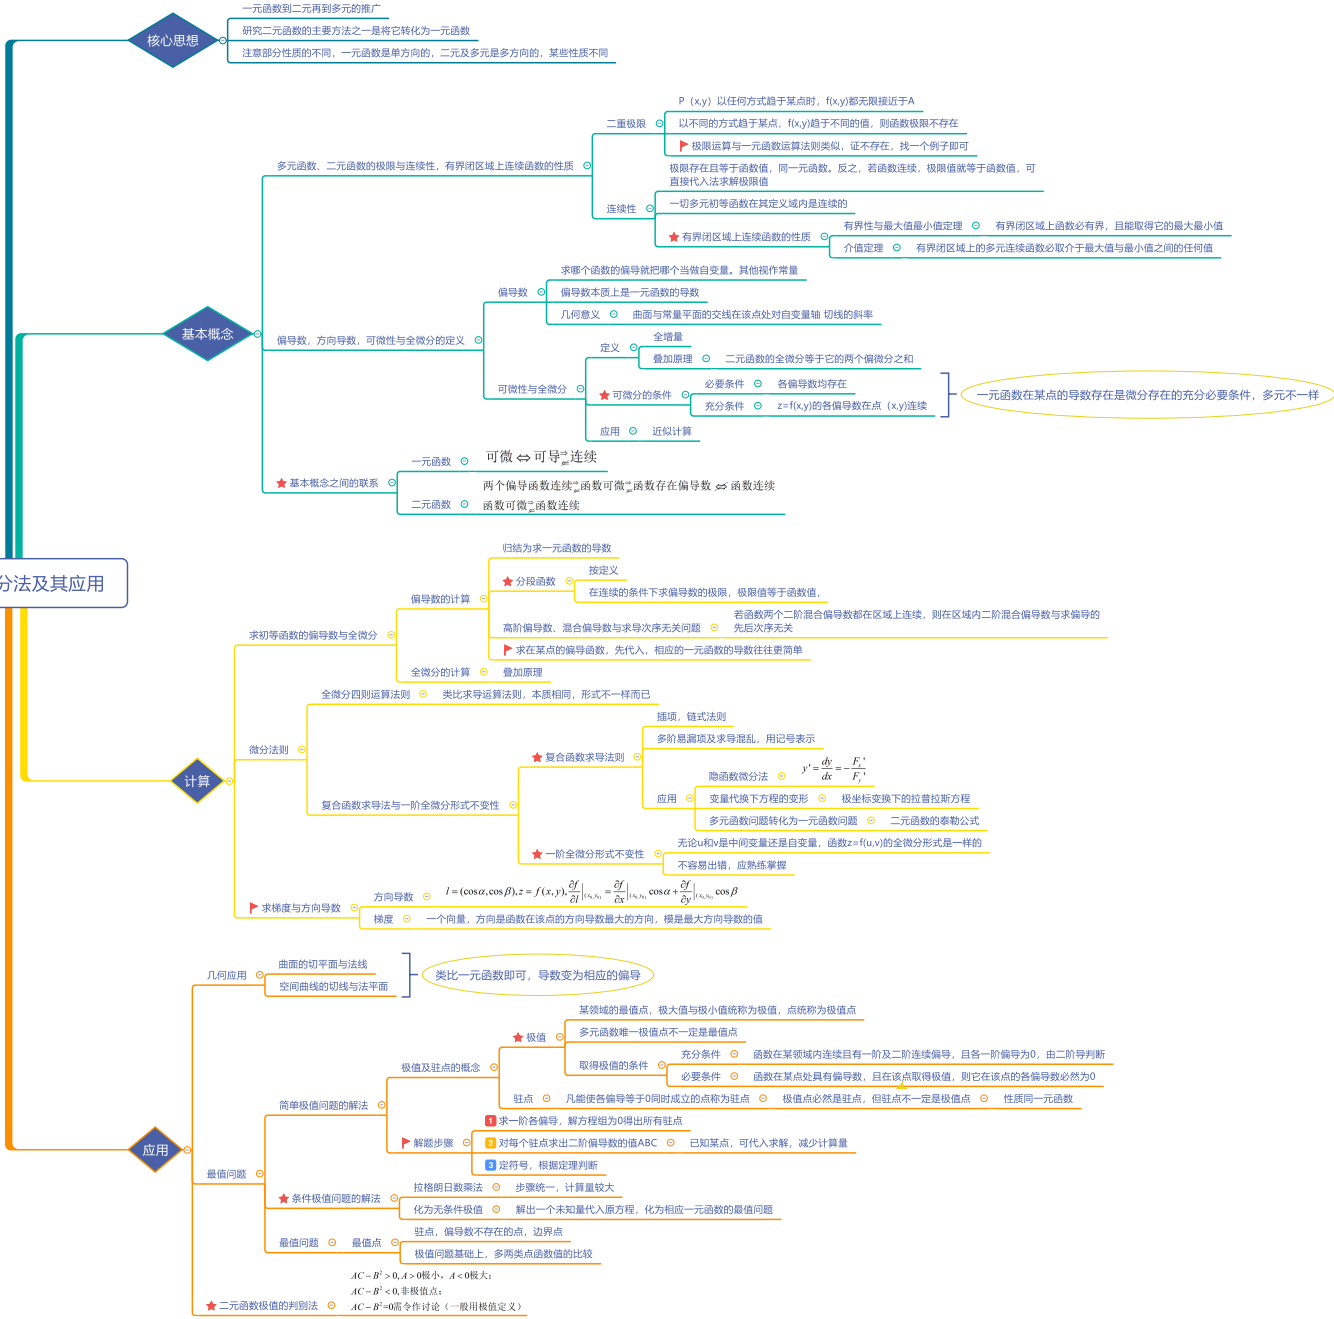 核心思想
一元函数到二元再到多元的推广
研究二元函数的主要方法之一是将它转化为一元函数
注意部分性质的不同，一元函数是单方向的，二元及多元是多方向的，某些性质不同
基本概念
多元函数、二元函数的极限与连续性，有界闭区域上连续函数的性质
二重极限
P（x,y）以任何方式趋于某点时，f(x,y)都无限接近于A
以不同的方式趋于某点，f(x,y)趋于不同的值，则函数极限不存在
极限运算与一元函数运算法则类似，证不存在，找一个例子即可
连续性
极限存在且等于函数值，同一元函数。反之，若函数连续，极限值就等于函数值，可
直接代入法求解极限值
一切多元初等函数在其定义域内是连续的
有界闭区域上连续函数的性质
有界性与最大值最小值定理
有界闭区域上函数必有界，且能取得它的最大最小值
介值定理
有界闭区域上的多元连续函数必取介于最大值与最小值之间的任何值
偏导数，方向导数，可微性与全微分的定义
偏导数
求哪个函数的偏导就把哪个当做自变量。其他视作常量
偏导数本质上是一元函数的导数
几何意义
曲面与常量平面的交线在该点处对自变量轴 切线的斜率
可微性与全微分
定义
全增量
叠加原理
二元函数的全微分等于它的两个偏微分之和
可微分的条件
必要条件
各偏导数均存在
充分条件
z=f(x,y)的各偏导数在点（x,y)连续
一元函数在某点的导数存在是微分存在的充分必要条件，多元不一样
应用
近似计算
基本概念之间的联系
一元函数
可微 ⇔ 可导⇒⇍连续
二元函数
两个偏导函数连续⇒⇍函数可微⇒⇍函数存在偏导数 ⇎ 函数连续
函数可微⇒⇍函数连续
分法及其应用
计算
求初等函数的偏导数与全微分
偏导数的计算
归结为求一元函数的导数
分段函数
按定义
在连续的条件下求偏导数的极限，极限值等于函数值，
高阶偏导数、混合偏导数与求导次序无关问题
若函数两个二阶混合偏导数都在区域上连续，则在区域内二阶混合偏导数与求偏导的
先后次序无关
求在某点的偏导函数，先代入，相应的一元函数的导数往往更简单
全微分的计算
叠加原理
微分法则
全微分四则运算法则
类比求导运算法则，本质相同，形式不一样而已
复合函数求导法与一阶全微分形式不变性
复合函数求导法则
插项，链式法则
多阶易漏项及求导混乱，用记号表示
应用
隐函数微分法
y' = dy/dx = − Fx'/Fy'
变量代换下方程的变形
极坐标变换下的拉普拉斯方程
多元函数问题转化为一元函数问题
二元函数的泰勒公式
一阶全微分形式不变性
无论u和v是中间变量还是自变量，函数z=f(u,v)的全微分形式是一样的
不容易出错，应熟练掌握
求梯度与方向导数
方向导数
l = (cosα,cosβ),z = f(x,y),∂f/∂l|(x0,y0) = ∂f/∂x|(x0,y0) cosα + ∂f/∂y|(x0,y0) cosβ
梯度
一个向量，方向是函数在该点的方向导数最大的方向，模是最大方向导数的值
应用
几何应用
曲面的切平面与法线
空间曲线的切线与法平面
类比一元函数即可，导数变为相应的偏导
最值问题
简单极值问题的解法
极值及驻点的概念
极值
某领域的最值点，极大值与极小值统称为极值，点统称为极值点
多元函数唯一极值点不一定是最值点
取得极值的条件
充分条件
函数在某领域内连续且有一阶及二阶连续偏导，且各一阶偏导为0，由二阶导判断
必要条件
函数在某点处具有偏导数，且在该点取得极值，则它在该点的各偏导数必然为0
驻点
凡能使各偏导等于0同时成立的点称为驻点
极值点必然是驻点，但驻点不一定是极值点
性质同一元函数
解题步骤
1 求一阶各偏导，解方程组为0得出所有驻点
2 对每个驻点求出二阶偏导数的值ABC
已知某点，可代入求解，减少计算量
3 定符号，根据定理判断
条件极值问题的解法
拉格朗日数乘法
步骤统一，计算量较大
化为无条件极值
解出一个未知量代入原方程，化为相应一元函数的最值问题
最值问题
最值点
驻点，偏导数不存在的点，边界点
极值问题基础上，多两类点函数值的比较
二元函数极值的判别法
AC − B² > 0, A > 0极小，A < 0极大；
AC − B² < 0,非极值点；
AC − B²=0需令作讨论（一般用极值定义）